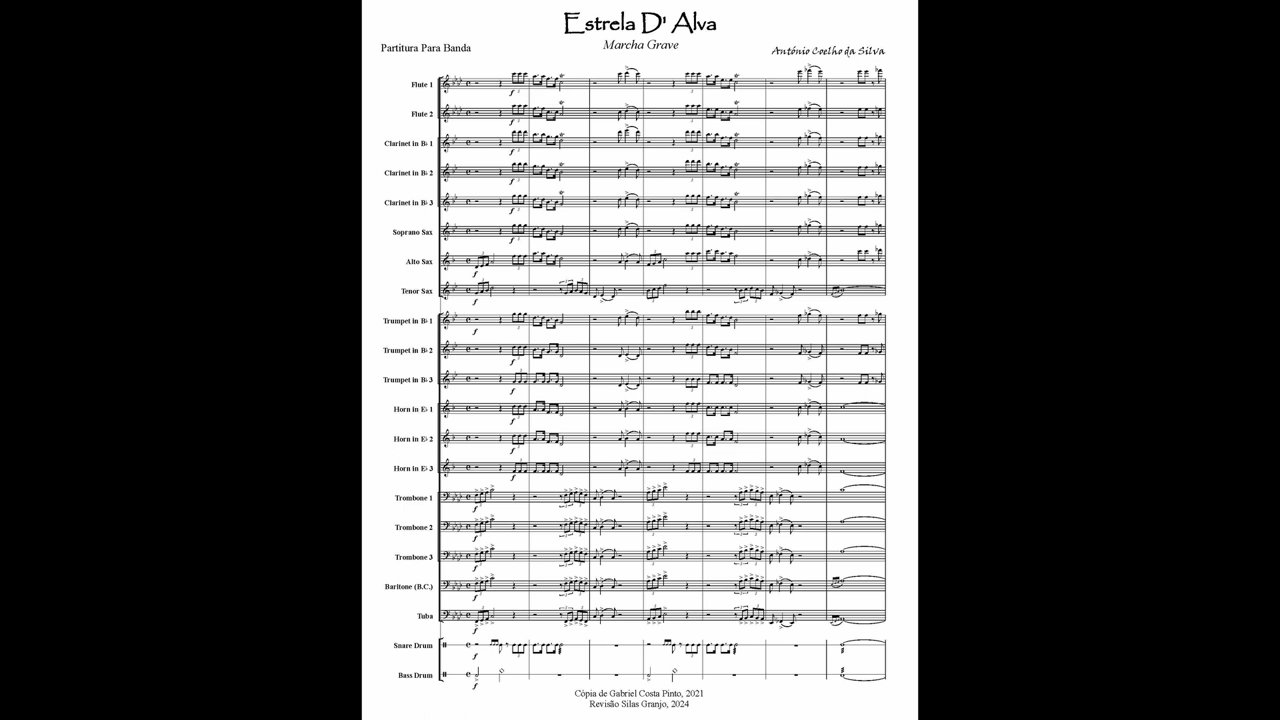 Estrela D' Alva
Marcha Grave
Partitura Para Banda
António Coelho da Silva
Flute 1
Flute 2
Clarinet in B♭ 1
Clarinet in B♭ 2
Clarinet in B♭ 3
Soprano Sax
Alto Sax
Tenor Sax
Trumpet in B♭ 1
Trumpet in B♭ 2
Trumpet in B♭ 3
Horn in E♭ 1
Horn in E♭ 2
Horn in E♭ 3
Trombone 1
Trombone 2
Trombone 3
Baritone (B.C.)
Tuba
Snare Drum
Bass Drum
Cópia de Gabriel Costa Pinto, 2021
Revisão Silas Granjo, 2024